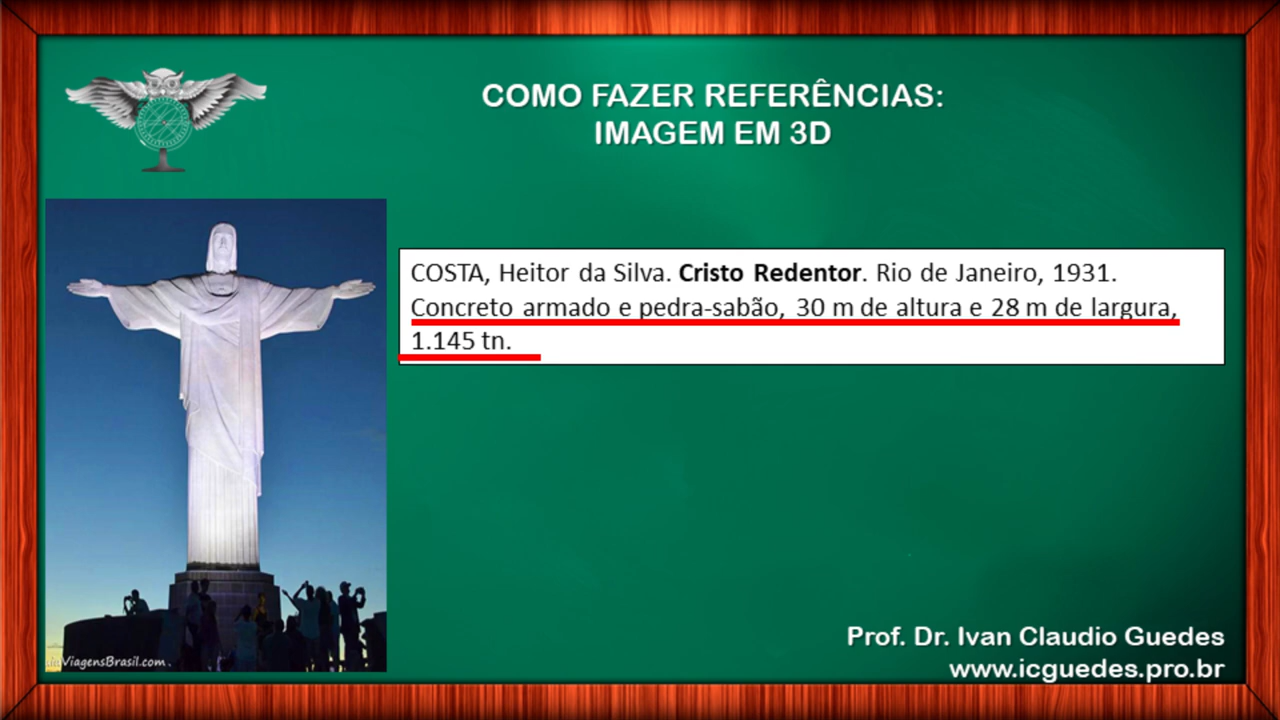 COMO FAZER REFERÊNCIAS:
IMAGEM EM 3D
COSTA, Heitor da Silva. Cristo Redentor. Rio de Janeiro, 1931.
Concreto armado e pedra-sabão, 30 m de altura e 28 m de largura,
1.145 tn.
ViagensBrasil.com
Prof. Dr. Ivan Claudio Guedes
www.icguedes.pro.br